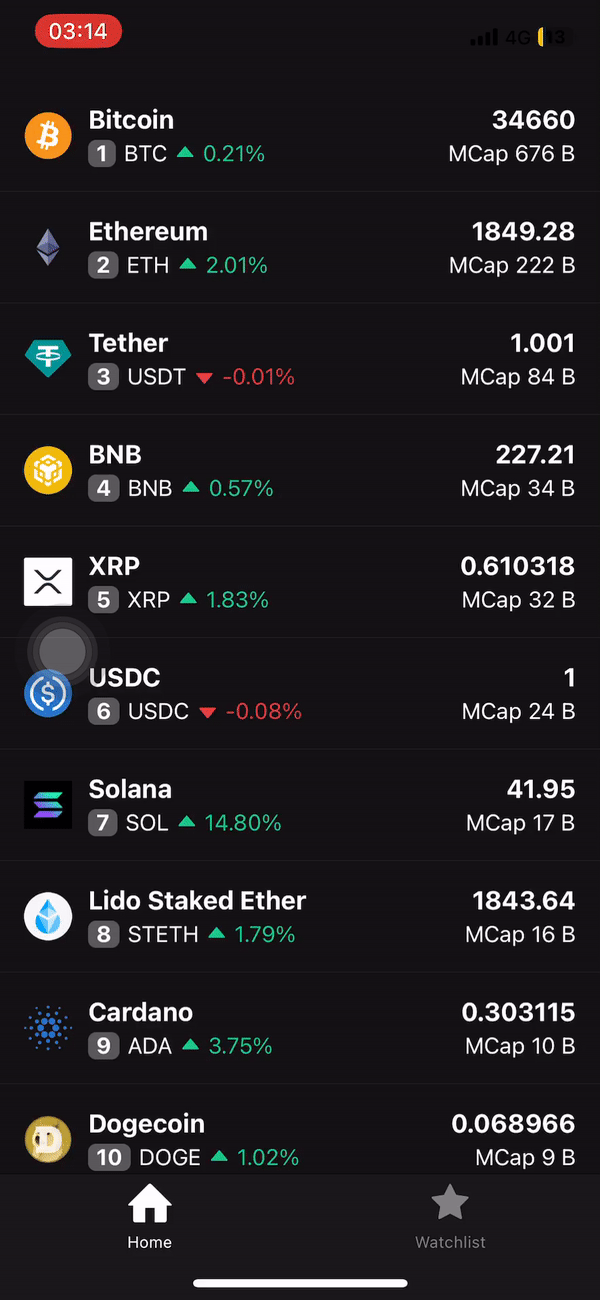 03:14
4G 13
Bitcoin 34660
1 BTC 0.21% MCap 676 B
Ethereum 1849.28
2 ETH 2.01% MCap 222 B
Tether 1.001
3 USDT -0.01% MCap 84 B
BNB 227.21
4 BNB 0.57% MCap 34 B
XRP 0.610318
5 XRP 1.83% MCap 32 B
USDC 1
6 USDC -0.08% MCap 24 B
Solana 41.95
7 SOL 14.80% MCap 17 B
Lido Staked Ether 1843.64
8 STETH 1.79% MCap 16 B
Cardano 0.303115
9 ADA 3.75% MCap 10 B
Dogecoin 0.068966
10 DOGE 1.02% MCap 9 B
Home Watchlist